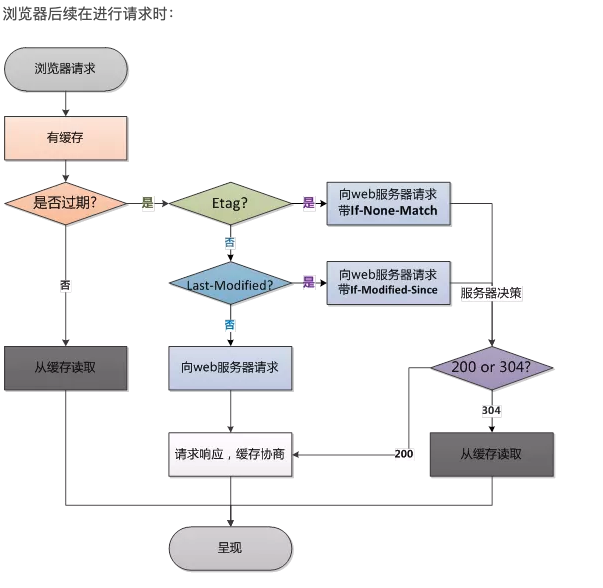 浏览器后续在进行请求时：
浏览器请求
有缓存
是否过期?
是
Etag?
是
向web服务器请求
带If-None-Match
否
否
Last-Modified?
是
向web服务器请求
带If-Modified-Since
服务器决策
否
从缓存读取
向web服务器请求
200 or 304?
304
请求响应，缓存协商
200
从缓存读取
呈现